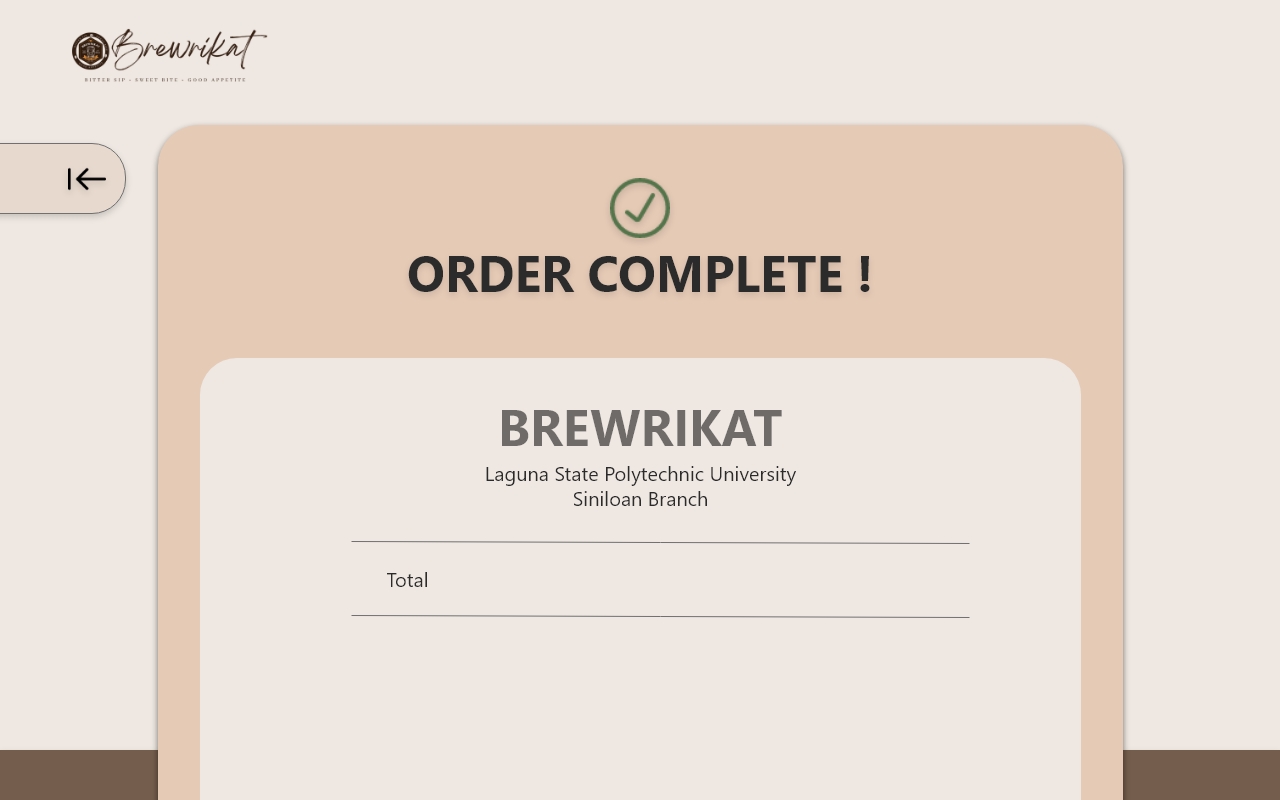 Brewrikat
BITTER SIP - SWEET BITE - GOOD APPETITE
ORDER COMPLETE !
BREWRIKAT
Laguna State Polytechnic University
Siniloan Branch
Total